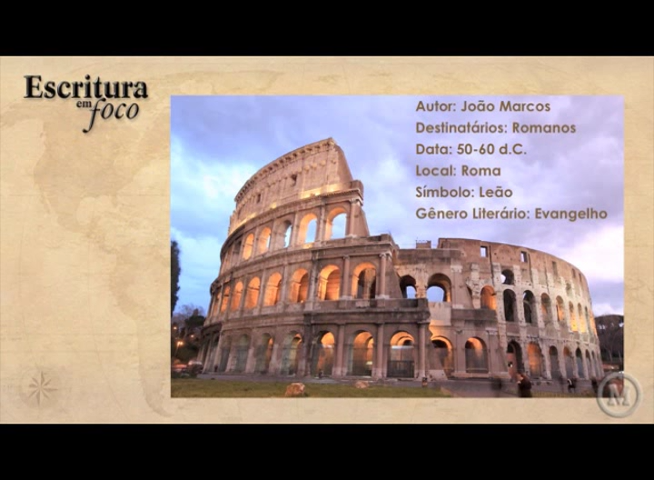 Escritura
em
foco
Autor: João Marcos
Destinatários: Romanos
Data: 50-60 d.C.
Local: Roma
Símbolo: Leão
Gênero Literário: Evangelho
M